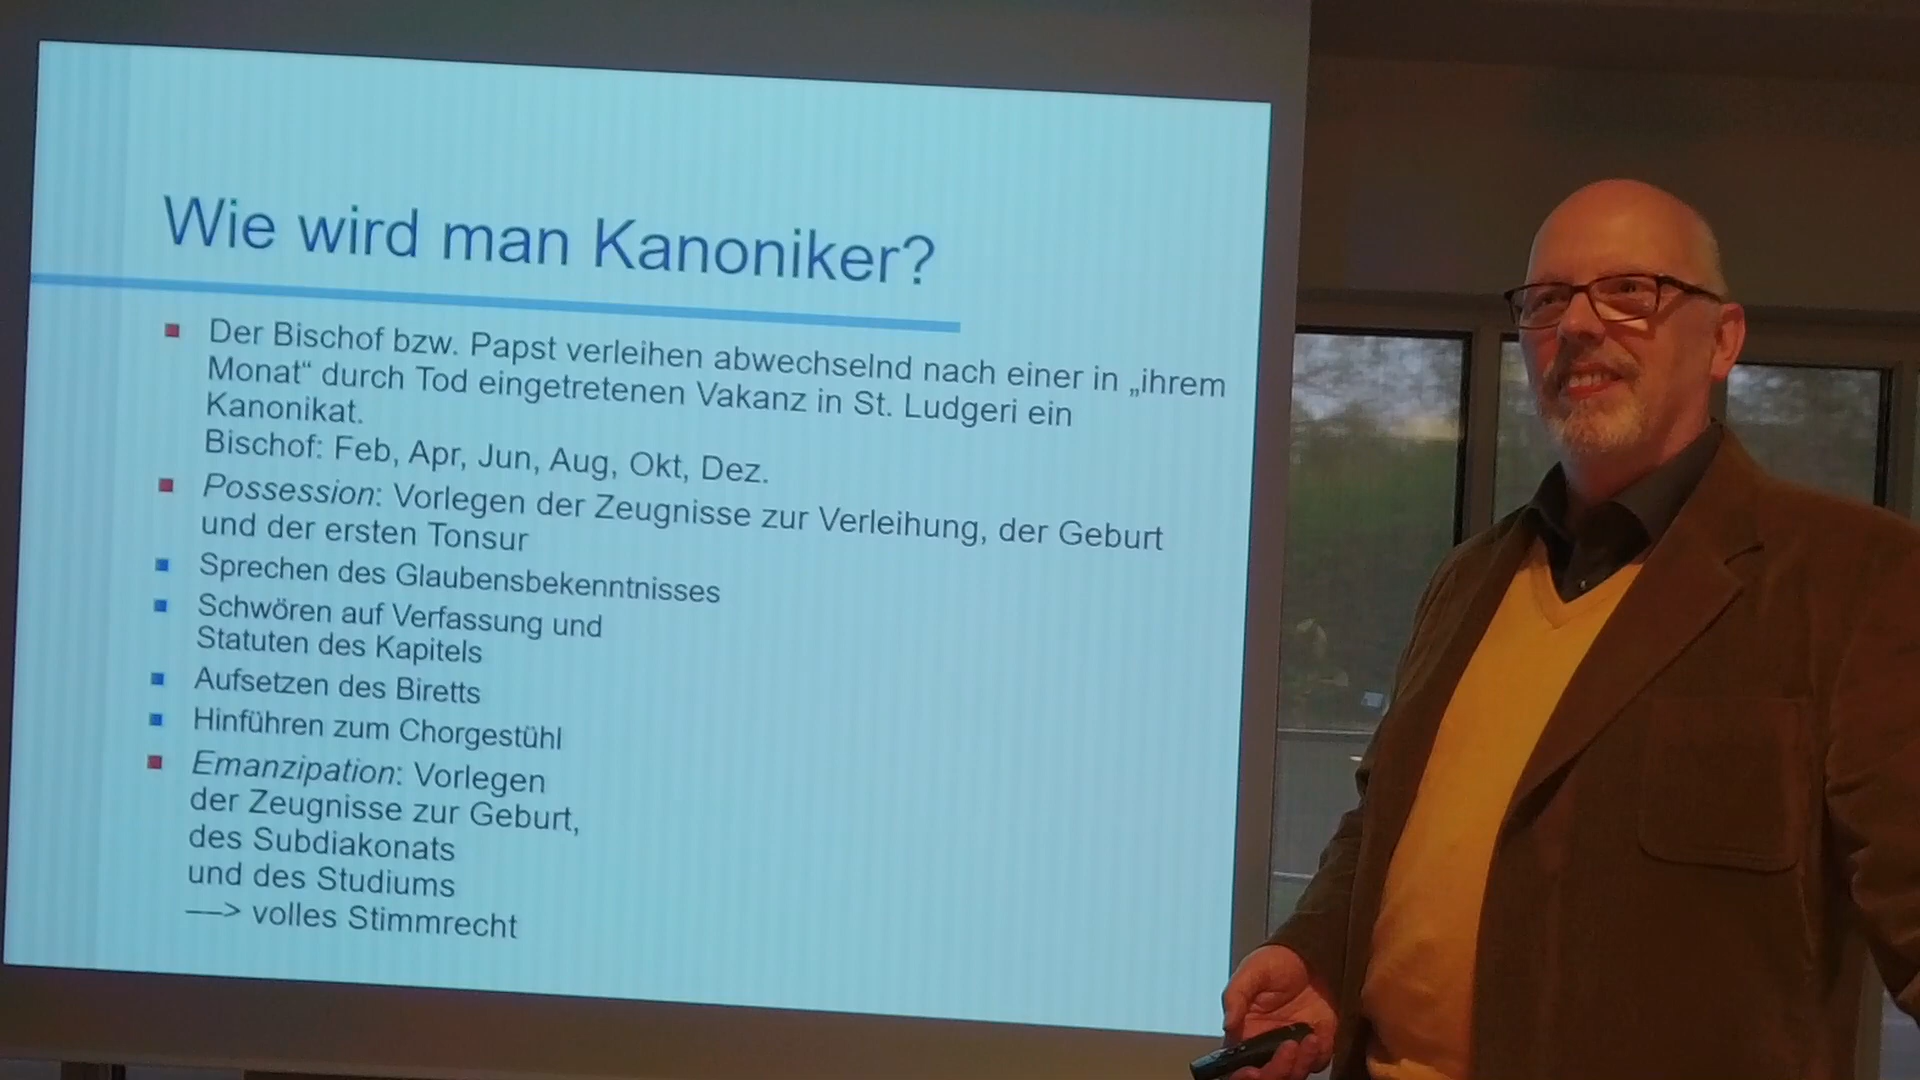 Wie wird man Kanoniker?
Der Bischof bzw. Papst verleihen abwechselnd nach einer in „ihrem
Monat“ durch Tod eingetretenen Vakanz in St. Ludgeri ein
Kanonikat.
Bischof: Feb, Apr, Jun, Aug, Okt, Dez.
Possession: Vorlegen der Zeugnisse zur Verleihung, der Geburt
und der ersten Tonsur
Sprechen des Glaubensbekenntnisses
Schwören auf Verfassung und
Statuten des Kapitels
Aufsetzen des Biretts
Hinführen zum Chorgestühl
Emanzipation: Vorlegen
der Zeugnisse zur Geburt,
des Subdiakonats
und des Studiums
—> volles Stimmrecht